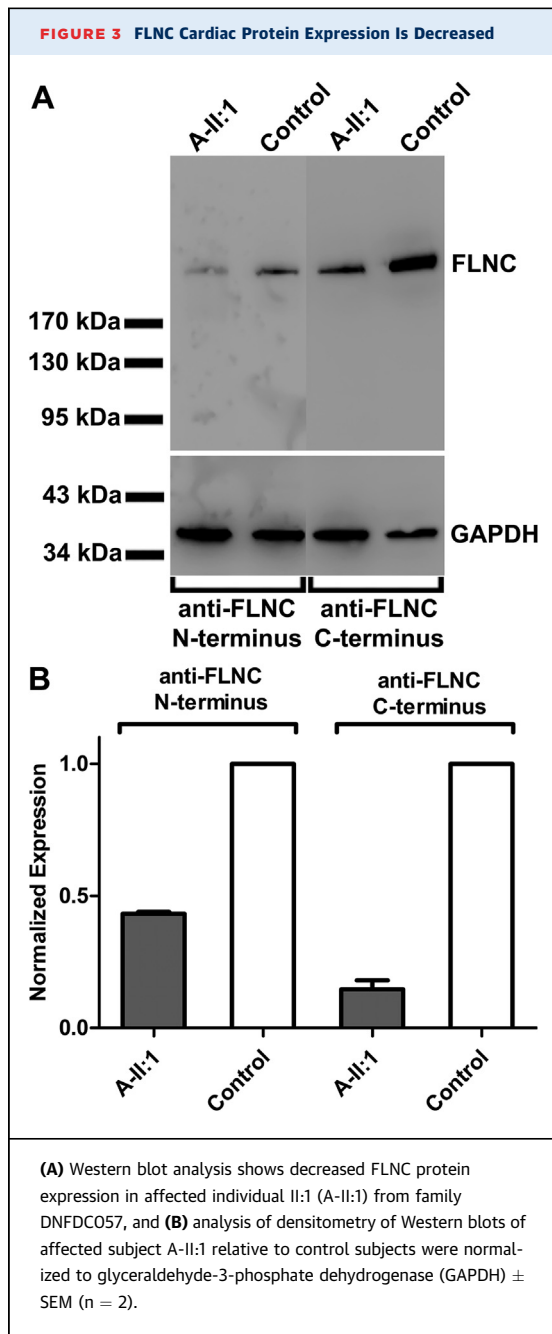 FIGURE 3 FLNC Cardiac Protein Expression Is Decreased
A
A-II:1 Control A-II:1 Control
FLNC
170 kDa
130 kDa
95 kDa
43 kDa
GAPDH
34 kDa
anti-FLNC anti-FLNC
N-terminus C-terminus
B
anti-FLNC anti-FLNC
N-terminus C-terminus
Normalized Expression
1.0
0.5
0.0
A-II:1 Control A-II:1 Control
(A) Western blot analysis shows decreased FLNC protein
expression in affected individual II:1 (A-II:1) from family
DNFDC057, and (B) analysis of densitometry of Western blots of
affected subject A-II:1 relative to control subjects were normal-
ized to glyceraldehyde-3-phosphate dehydrogenase (GAPDH) ±
SEM (n = 2).